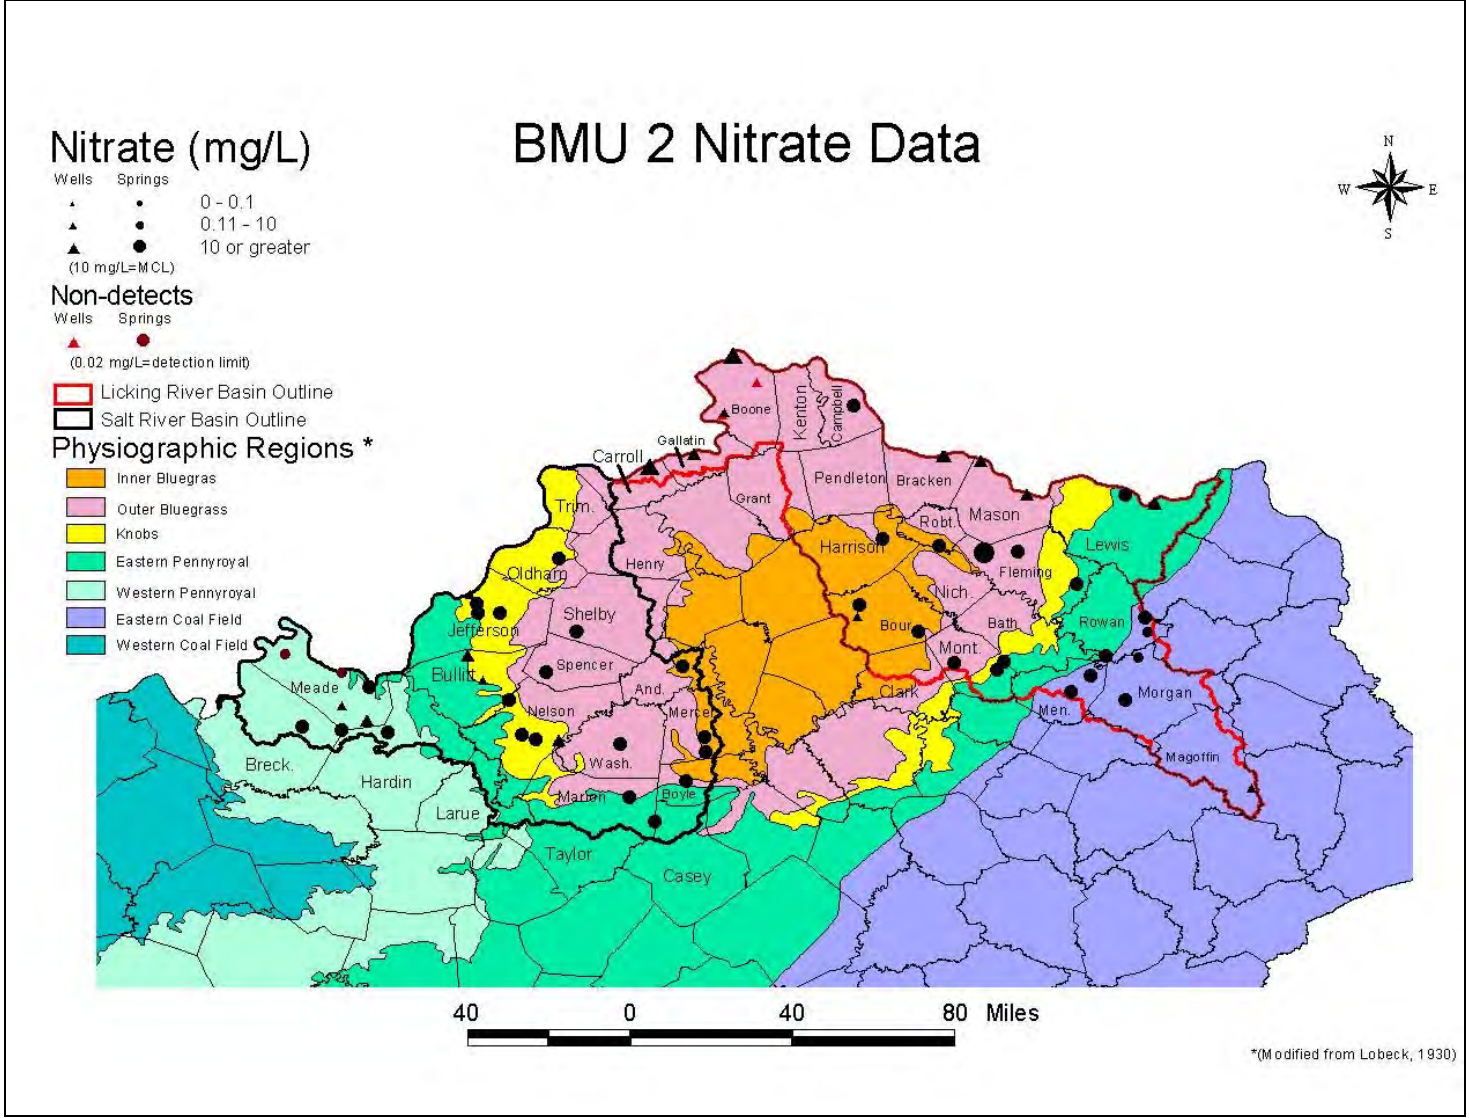 BMU 2 Nitrate Data
Nitrate (mg/L)
Wells Springs
0 - 0.1
0.11 - 10
10 or greater
(10 mg/L=MCL)
Non-detects
Wells Springs
(0.02 mg/L=detection limit)
Licking River Basin Outline
Salt River Basin Outline
Physiographic Regions *
Inner Bluegras
Outer Bluegrass
Knobs
Eastern Pennyroyal
Western Pennyroyal
Eastern Coal Field
Western Coal Field
N
W E
S
Boone
Kenton
Campbell
Gallatin
Carroll
Grant
Pendleton
Bracken
Trim.
Robt.
Mason
Harrison
Lewis
Henry
Oldham
Fleming
Nich.
Shelby
Jefferson
Bour.
Bath
Rowan
Mont.
Spencer
Bullitt
Meade
And.
Clark
Morgan
Nelson
Mercer
Men.
Wash.
Magoffin
Breck.
Hardin
Marion
Boyle
Larue
Taylor
Casey
40 0 40 80 Miles
*(Modified from Lobeck, 1930)